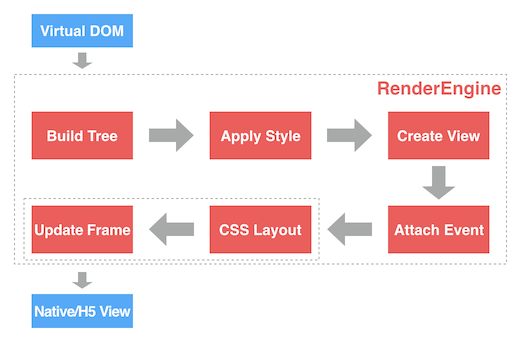 Virtual DOM
RenderEngine
Build Tree
Apply Style
Create View
Attach Event
CSS Layout
Update Frame
Native/H5 View